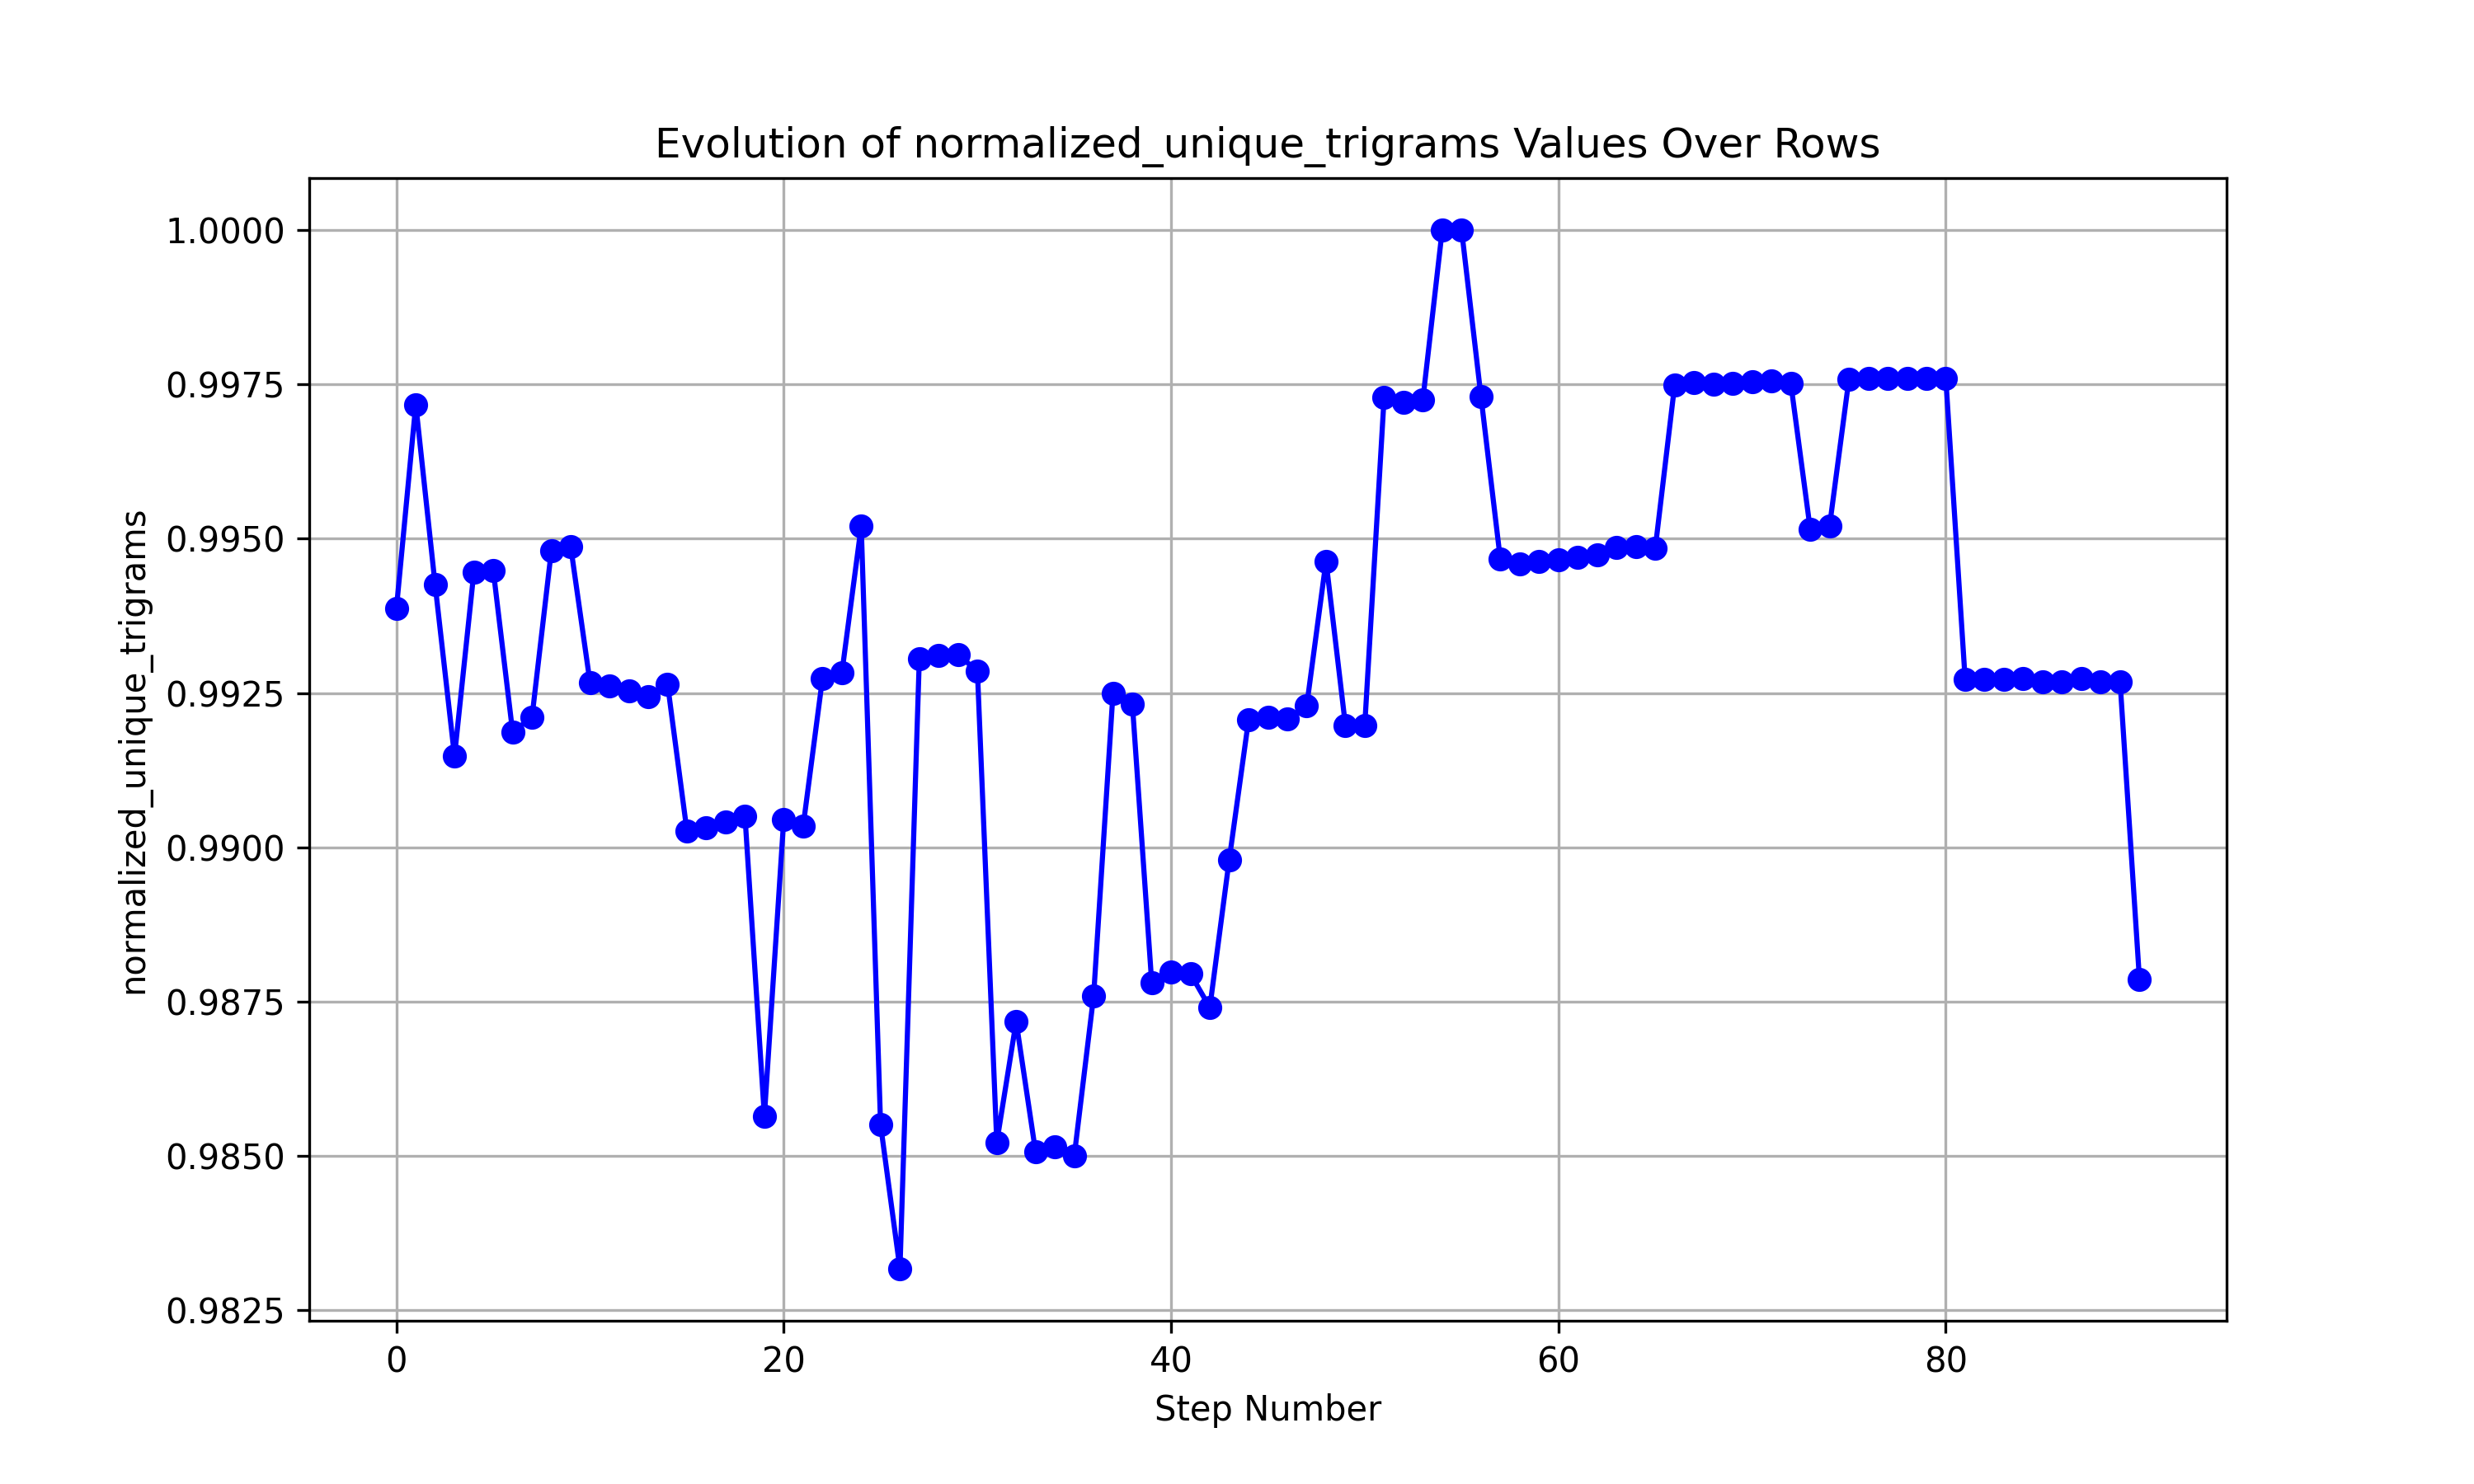 Evolution of normalized_unique_trigrams Values Over Rows
normalized_unique_trigrams
1.0000
0.9975
0.9950
0.9925
0.9900
0.9875
0.9850
0.9825
0 20 40 60 80
Step Number